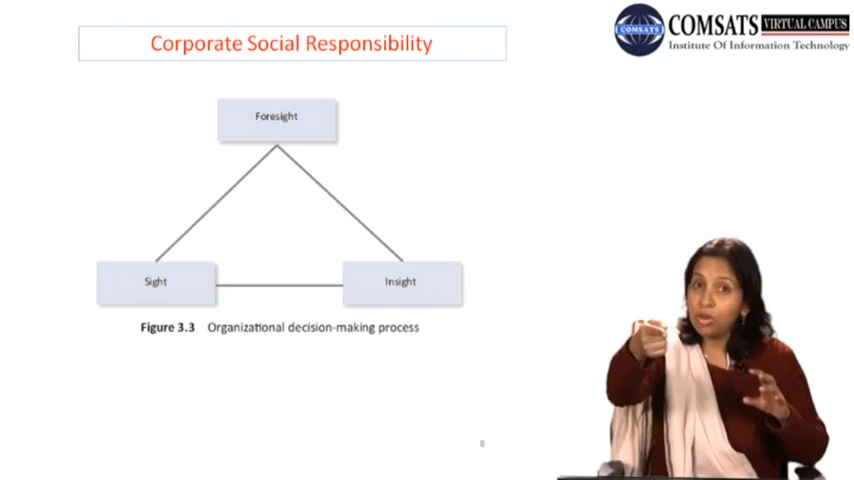 Corporate Social Responsibility
COMSATS
COMSATS VIRTUAL CAMPUS
Institute Of Information Technology
Foresight
Sight
Insight
Figure 3.3 Organizational decision-making process
8